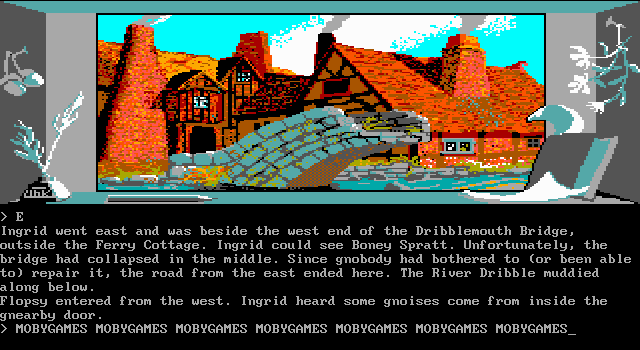 INK
> E
Ingrid went east and was beside the west end of the Dribblemouth Bridge,
outside the Ferry Cottage. Ingrid could see Boney Spratt. Unfortunately, the
bridge had collapsed in the middle. Since gnobody had bothered to (or been able
to) repair it, the road from the east ended here. The River Dribble muddied
along below.
Flopsy entered from the west. Ingrid heard some gnoises come from inside the
gnearby door.
> MOBYGAMES MOBYGAMES MOBYGAMES MOBYGAMES MOBYGAMES MOBYGAMES MOBYGAMES_